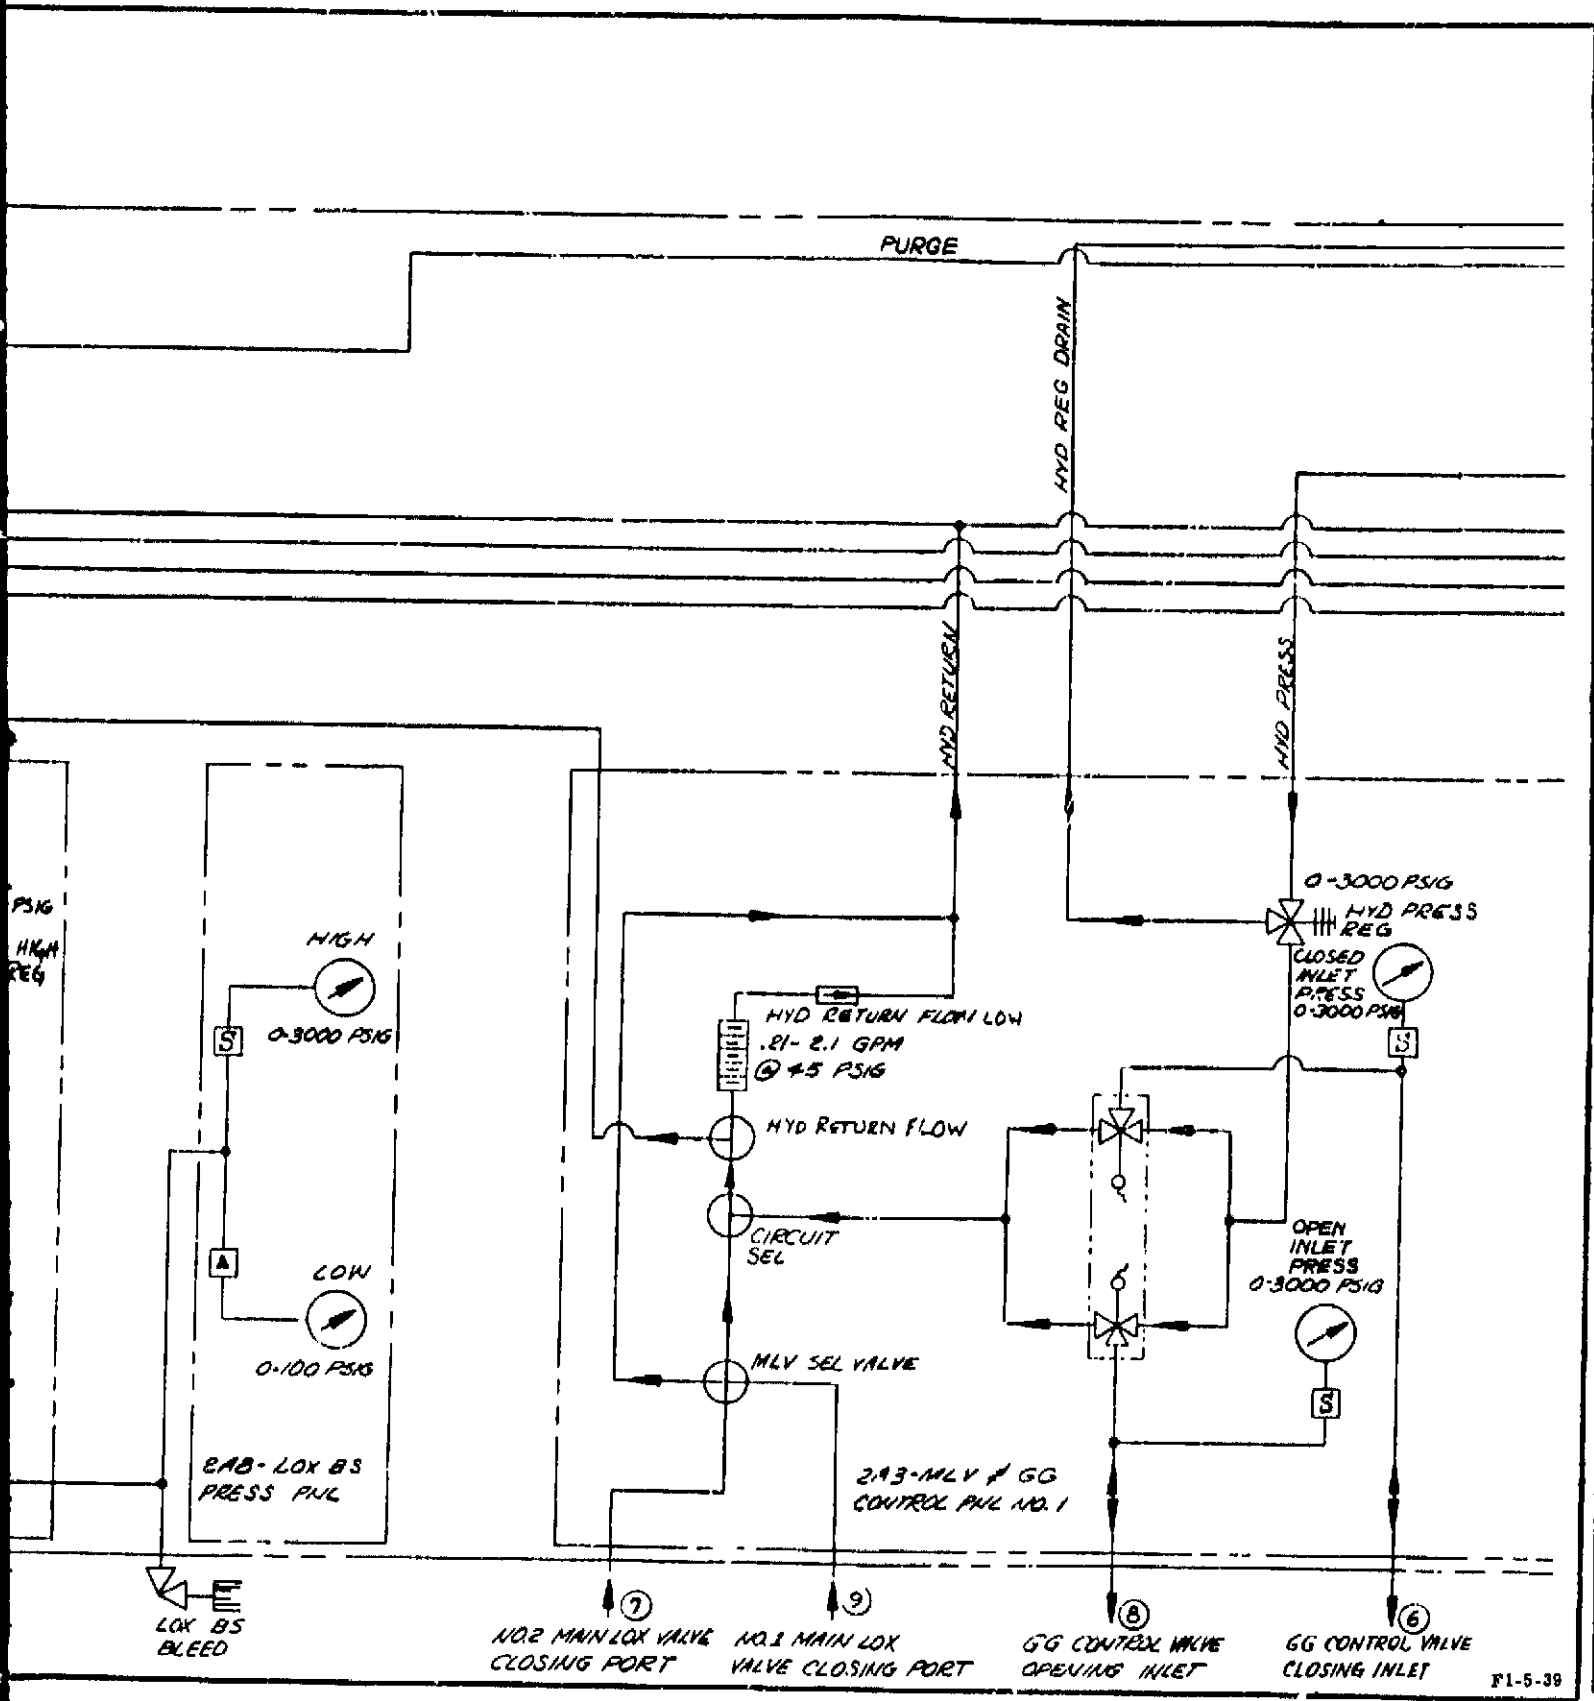 PURGE
HYD REG DRAIN
HYD RETURN
HYD PRESS
PSIG
HIGH
REG
HIGH
0-3000 PSIG
S
A
LOW
0-100 PSIG
2A8-LOX BS
PRESS PNL
LOX BS
BLEED
HYD RETURN FLOW LOW
.21-2.1 GPM
@ 45 PSIG
HYD RETURN FLOW
CIRCUIT
SEL
MLV SEL VALVE
0-3000 PSIG
HYD PRESS
REG
CLOSED
INLET
PRESS
0-3000 PSIG
S
OPEN
INLET
PRESS
0-3000 PSIG
S
2A3-MLV & GG
CONTROL PNL NO. 1
7
NO.2 MAIN LOX VALVE
CLOSING PORT
9
NO.1 MAIN LOX
VALVE CLOSING PORT
8
GG CONTROL VALVE
OPENING INLET
6
GG CONTROL VALVE
CLOSING INLET
F1-5-39